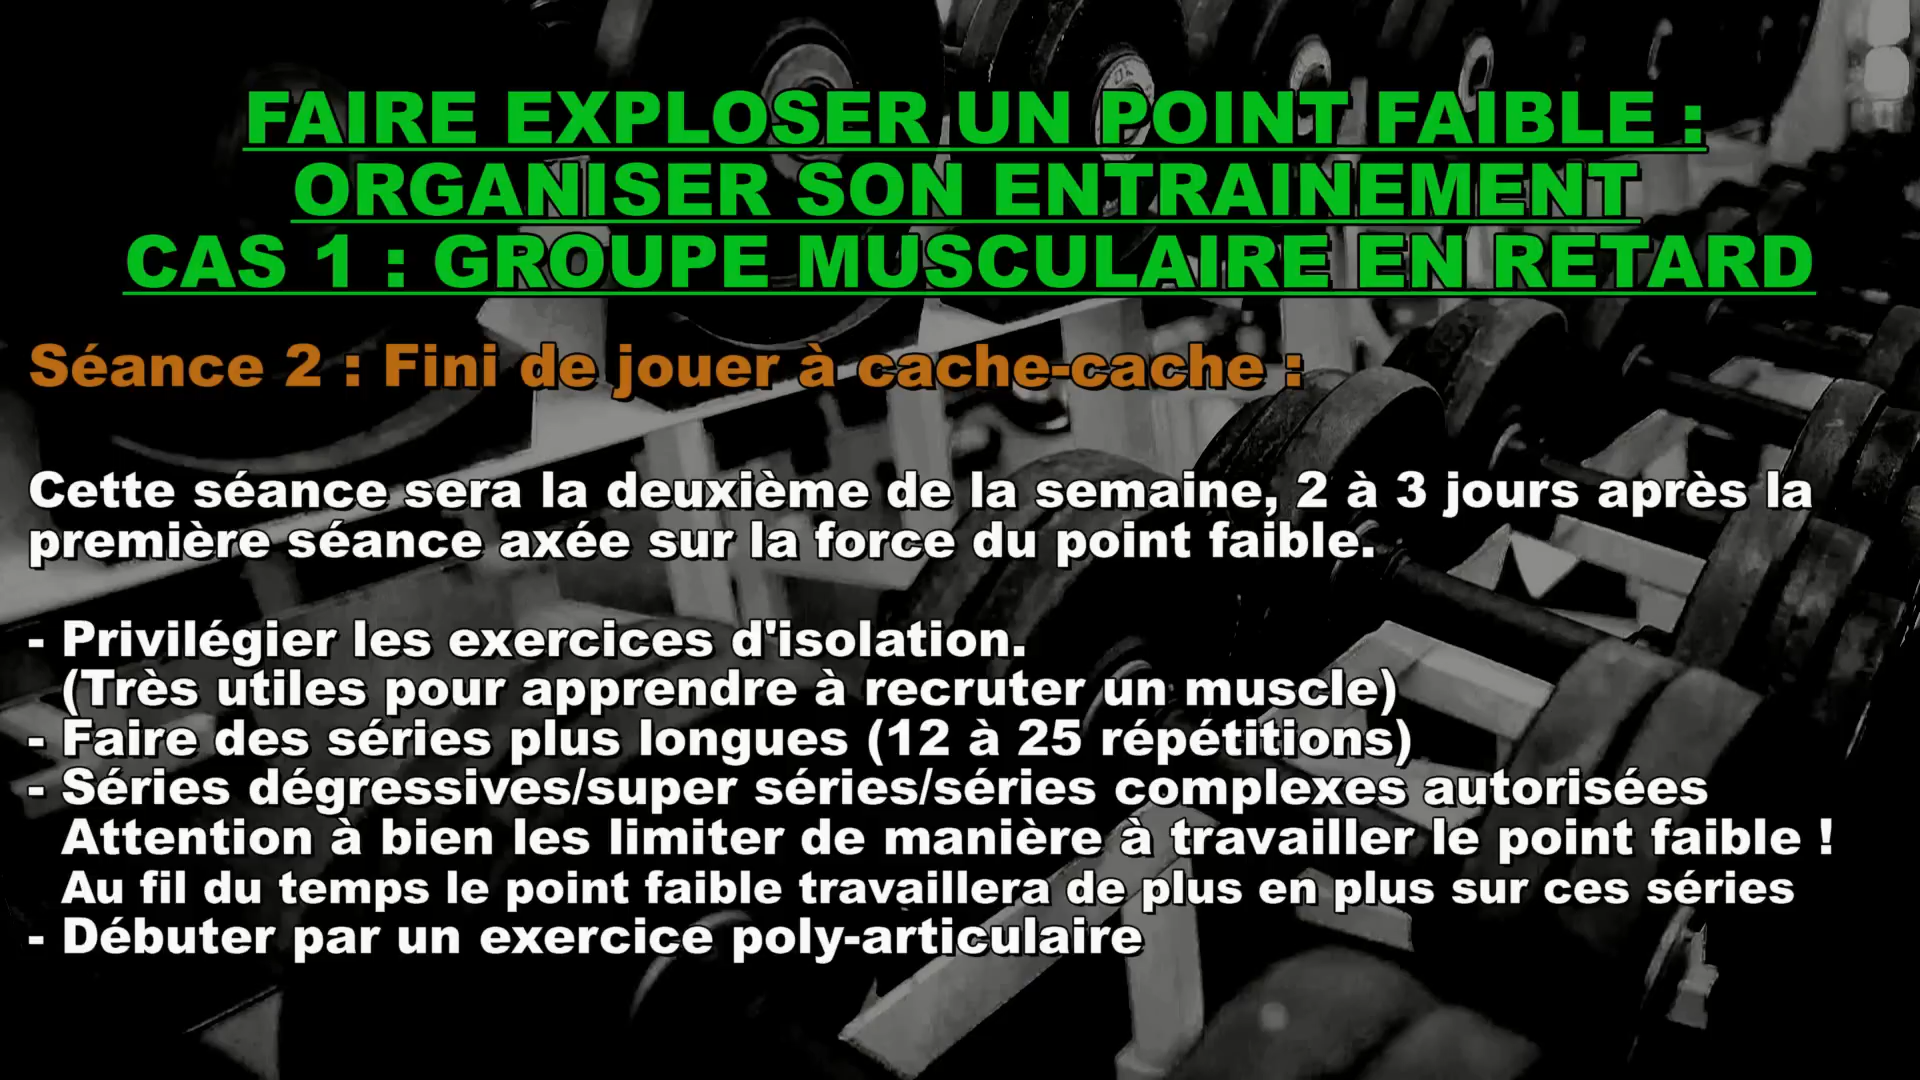 FAIRE EXPLOSER UN POINT FAIBLE :
ORGANISER SON ENTRAINEMENT
CAS 1 : GROUPE MUSCULAIRE EN RETARD
Séance 2 : Fini de jouer à cache-cache :
Cette séance sera la deuxième de la semaine, 2 à 3 jours après la
première séance axée sur la force du point faible.
- Privilégier les exercices d'isolation.
(Très utiles pour apprendre à recruter un muscle)
- Faire des séries plus longues (12 à 25 répétitions)
- Séries dégressives/super séries/séries complexes autorisées
Attention à bien les limiter de manière à travailler le point faible !
Au fil du temps le point faible travaillera de plus en plus sur ces séries
- Débuter par un exercice poly-articulaire